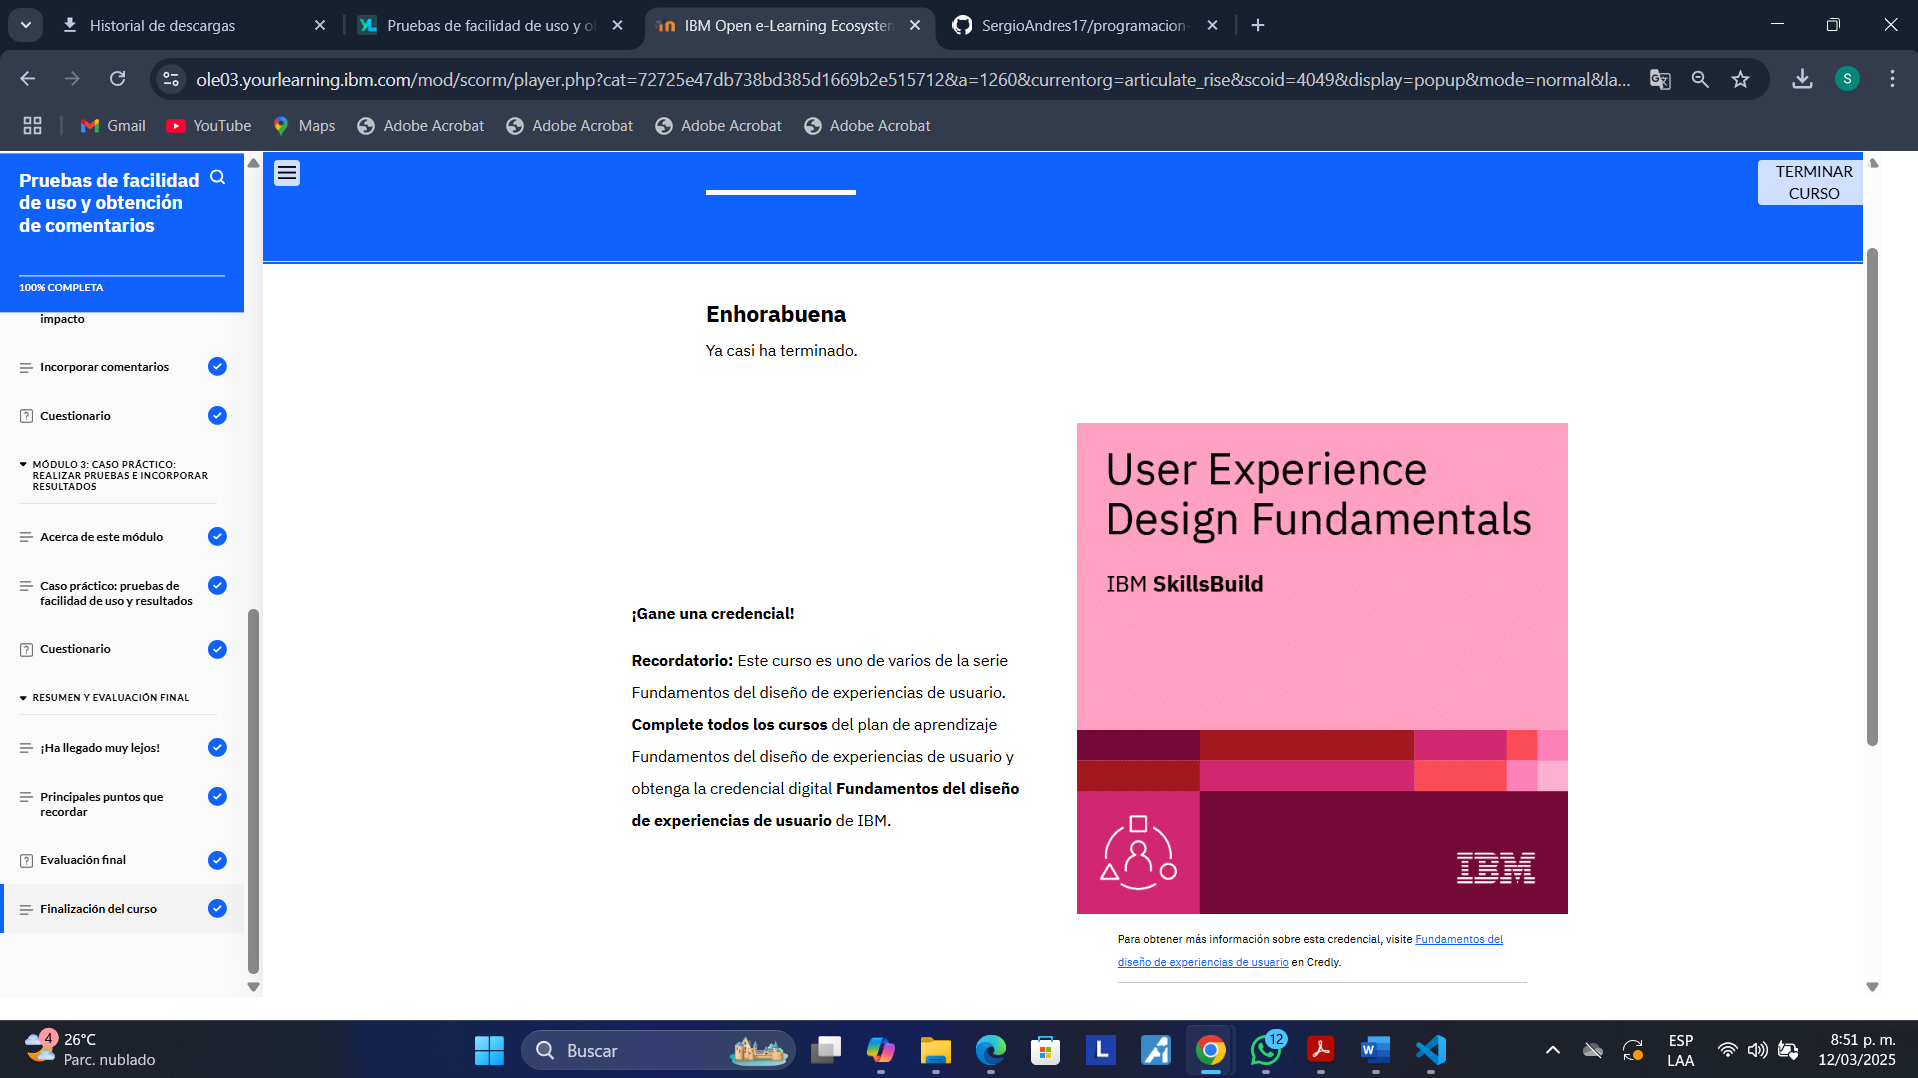 Historial de descargas
Pruebas de facilidad de uso y o
IBM Open e-Learning Ecosysten
SergioAndres17/programacion-
ole03.yourlearning.ibm.com/mod/scorm/player.php?cat=72725e47db738bd385d1669b2e515712&a=1260&currentorg=articulate_rise&scoid=4049&display=popup&mode=normal&la...
S
Gmail
YouTube
Maps
Adobe Acrobat
Adobe Acrobat
Adobe Acrobat
Adobe Acrobat
Pruebas de facilidad
de uso y obtención
de comentarios
100% COMPLETA
impacto
Incorporar comentarios
Cuestionario
MÓDULO 3: CASO PRÁCTICO:
REALIZAR PRUEBAS E INCORPORAR
RESULTADOS
Acerca de este módulo
Caso práctico: pruebas de
facilidad de uso y resultados
Cuestionario
RESUMEN Y EVALUACIÓN FINAL
¡Ha llegado muy lejos!
Principales puntos que
recordar
Evaluación final
Finalización del curso
TERMINAR
CURSO
Enhorabuena
Ya casi ha terminado.
¡Gane una credencial!
Recordatorio: Este curso es uno de varios de la serie
Fundamentos del diseño de experiencias de usuario.
Complete todos los cursos del plan de aprendizaje
Fundamentos del diseño de experiencias de usuario y
obtenga la credencial digital Fundamentos del diseño
de experiencias de usuario de IBM.
User Experience
Design Fundamentals
IBM SkillsBuild
IBM
Para obtener más información sobre esta credencial, visite Fundamentos del
diseño de experiencias de usuario en Credly.
4
26°C
Parc. nublado
Buscar
L
12
W
ESP
LAA
8:51 p. m.
12/03/2025